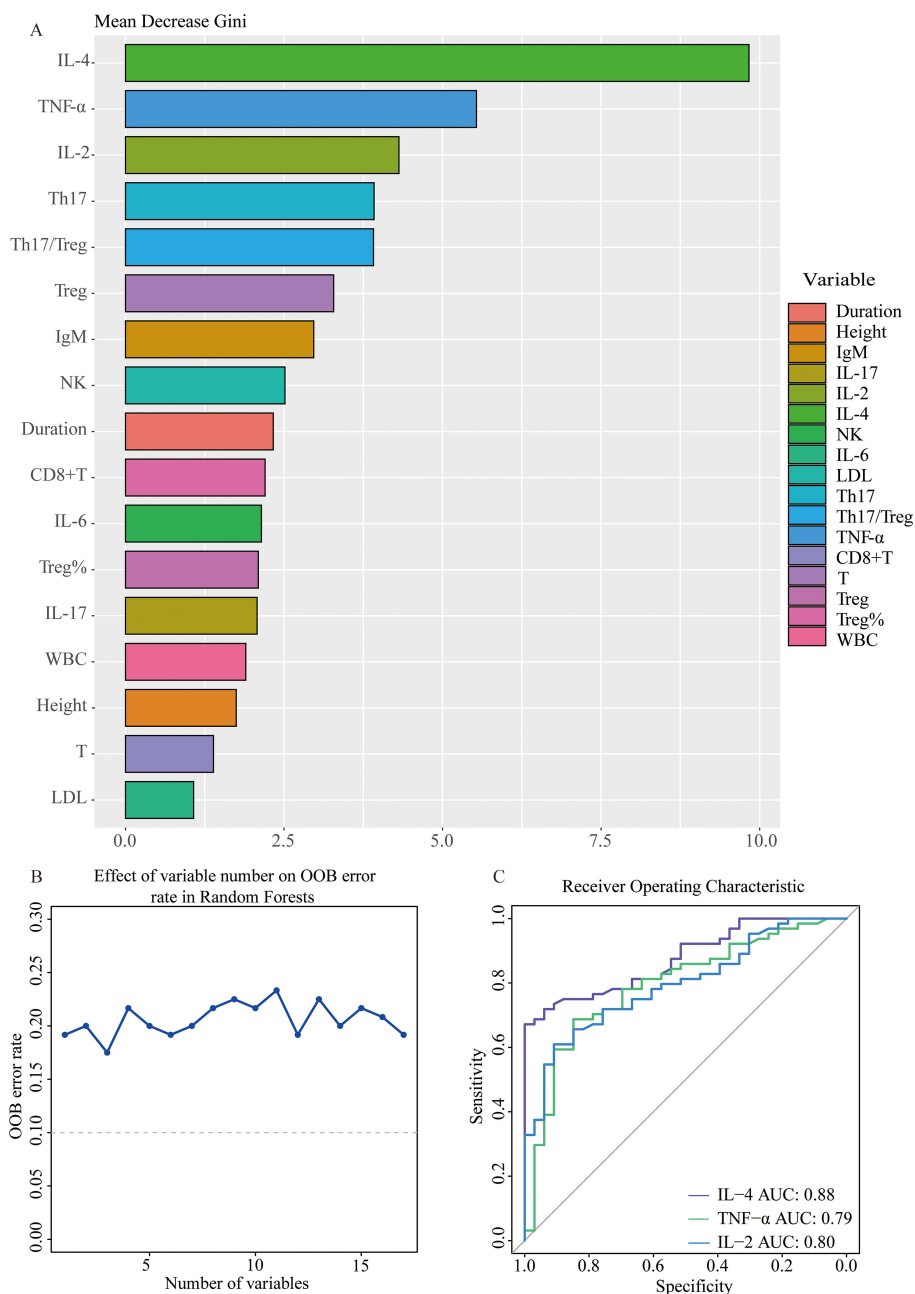 A
Mean Decrease Gini
IL-4
TNF-α
IL-2
Th17
Th17/Treg
Treg
IgM
NK
Duration
CD8+T
IL-6
Treg%
IL-17
WBC
Height
T
LDL
0.0
2.5
5.0
7.5
10.0
Variable
Duration
Height
IgM
IL-17
IL-2
IL-4
NK
IL-6
LDL
Th17
Th17/Treg
TNF-α
CD8+T
T
Treg
Treg%
WBC
B
Effect of variable number on OOB error
rate in Random Forests
OOB error rate
0.30
0.25
0.20
0.15
0.10
0.05
0.00
5
10
15
Number of variables
C
Receiver Operating Characteristic
Sensitivity
1.0
0.8
0.6
0.4
0.2
0.0
IL−4 AUC: 0.88
TNF−α AUC: 0.79
IL−2 AUC: 0.80
1.0
0.8
0.6
0.4
0.2
0.0
Specificity